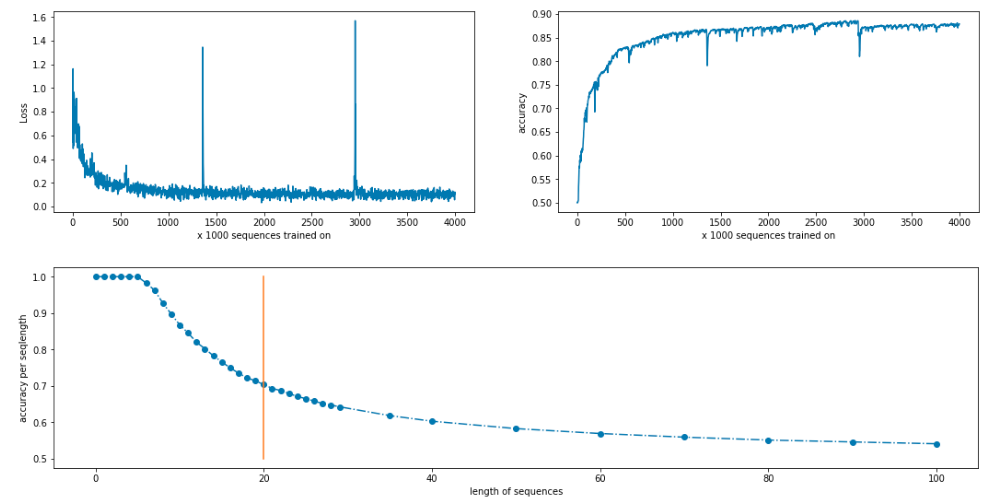 1.6
1.4
1.2
1.0
0.8
0.6
0.4
0.2
0.0
Loss
0 500 1000 1500 2000 2500 3000 3500 4000
x 1000 sequences trained on
0.90
0.85
0.80
0.75
0.70
0.65
0.60
0.55
0.50
accuracy
0 500 1000 1500 2000 2500 3000 3500 4000
x 1000 sequences trained on
1.0
0.9
0.8
0.7
0.6
0.5
accuracy per seqlength
0 20 40 60 80 100
length of sequences